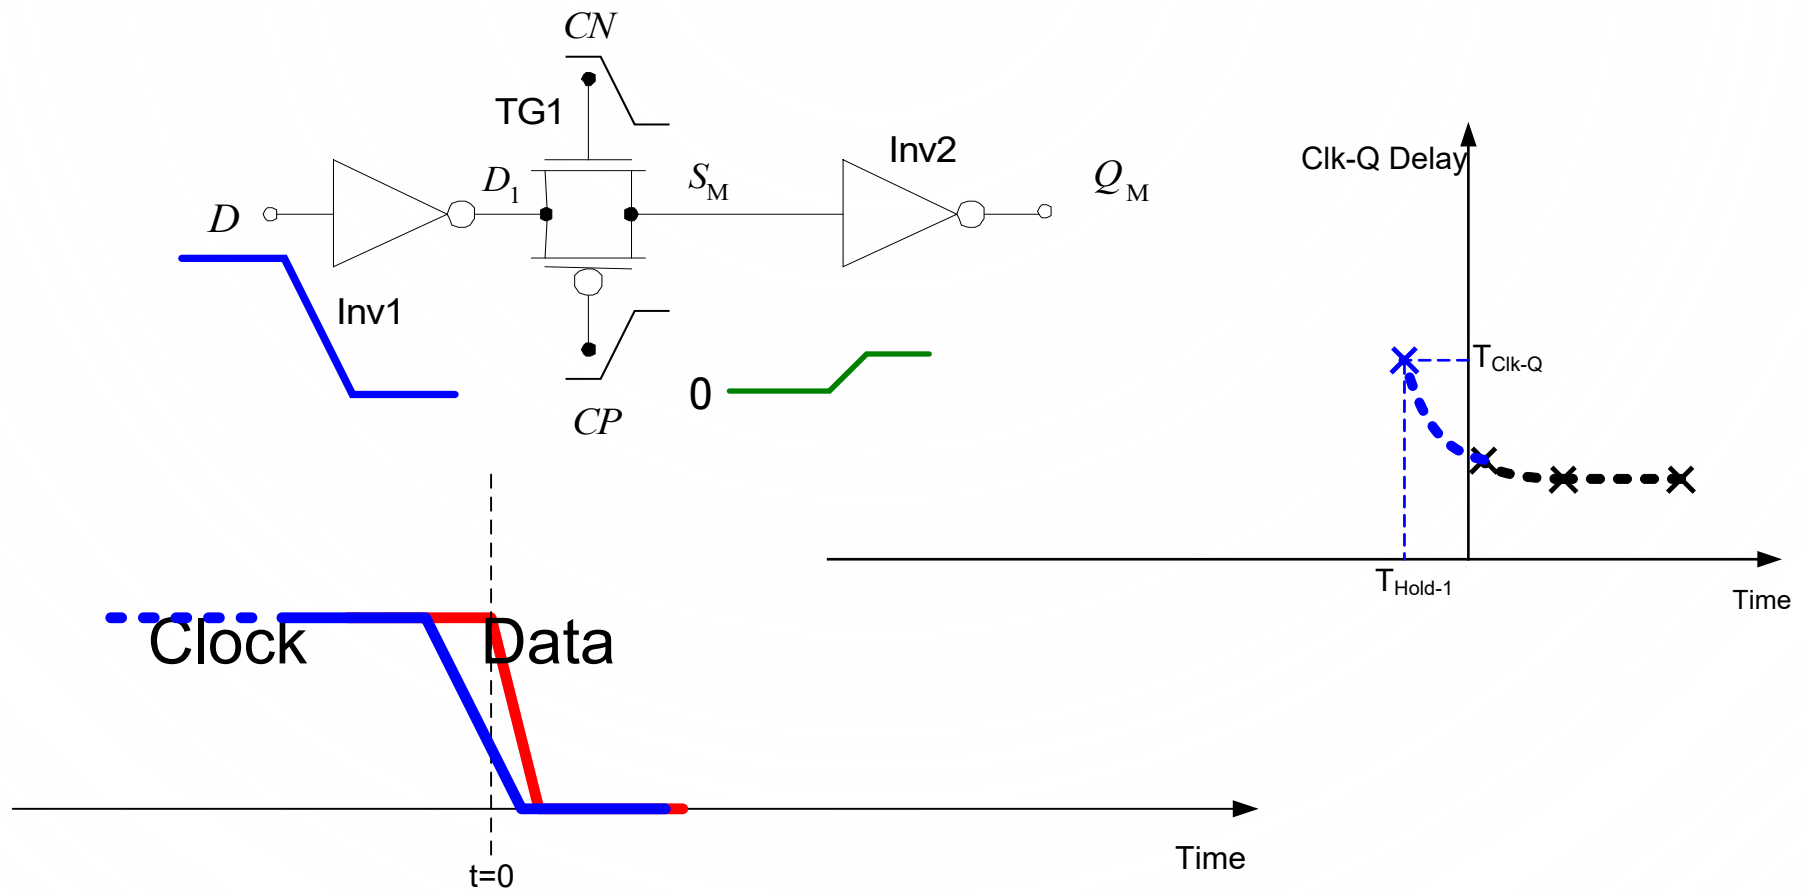 CN
TG1
Inv2
D
D1
SM
QM
Inv1
0
CP
Clk-Q Delay
TClk-Q
THold-1
Time
Clock
Data
Time
t=0